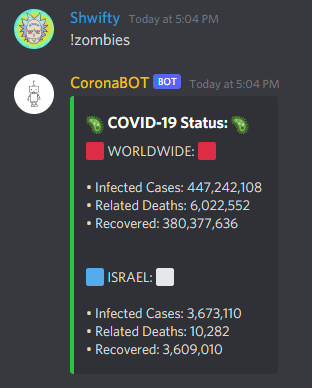 Shwifty Today at 5:04 PM
!zombies
CoronaBOT BOT Today at 5:04 PM
COVID-19 Status:
WORLDWIDE:
• Infected Cases: 447,242,108
• Related Deaths: 6,022,552
• Recovered: 380,377,636
ISRAEL:
• Infected Cases: 3,673,110
• Related Deaths: 10,282
• Recovered: 3,609,010